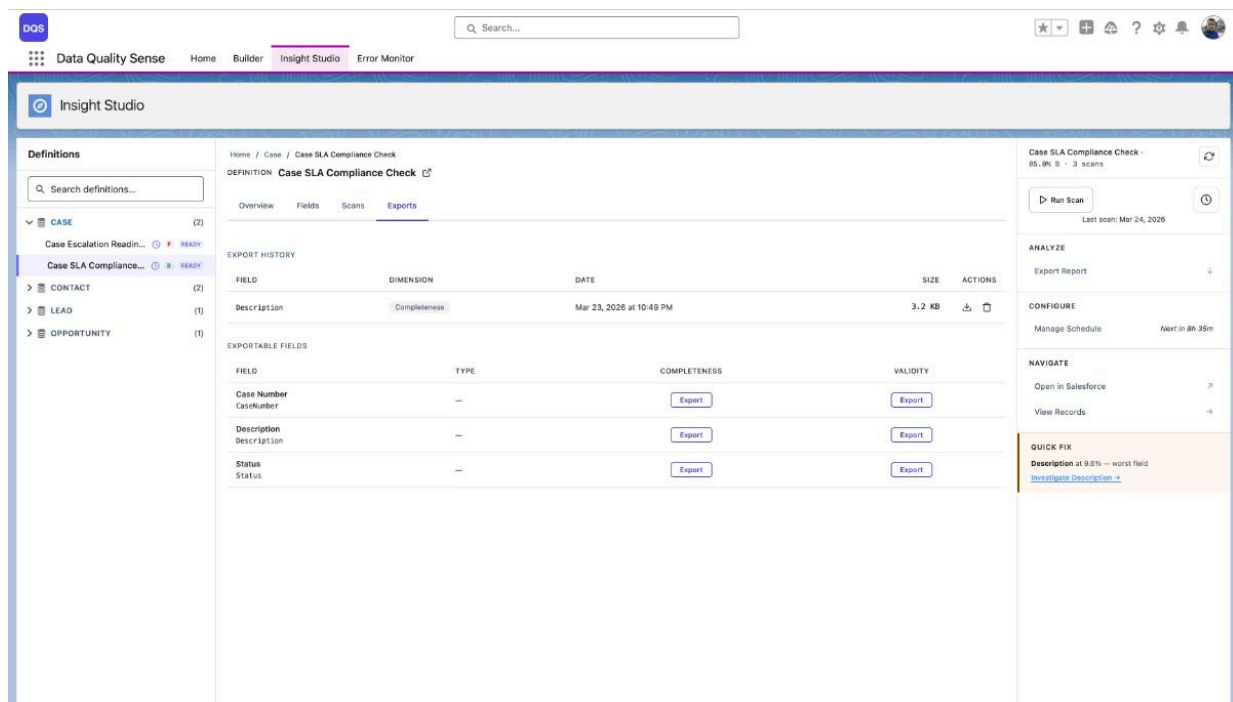 DQS
Search...
Data Quality Sense
Home
Builder
Insight Studio
Error Monitor
Insight Studio
Definitions
Search definitions...
CASE (2)
Case Escalation Readin... F READY
Case SLA Compliance... B READY
CONTACT (2)
LEAD (1)
OPPORTUNITY (1)
Home / Case / Case SLA Compliance Check
DEFINITION Case SLA Compliance Check
Overview Fields Scans Exports
EXPORT HISTORY
FIELD DIMENSION DATE SIZE ACTIONS
Description Completeness Mar 23, 2026 at 10:49 PM 3.2 KB
EXPORTABLE FIELDS
FIELD TYPE COMPLETENESS VALIDITY
Case Number
CaseNumber — Export Export
Description
Description — Export Export
Status
Status — Export Export
Case SLA Compliance Check ·
85.0% B · 3 scans
Run Scan
Last scan: Mar 24, 2026
ANALYZE
Export Report ↓
CONFIGURE
Manage Schedule Next in 8h 35m
NAVIGATE
Open in Salesforce ↗
View Records →
QUICK FIX
Description at 9.6% — worst field
Investigate Description →